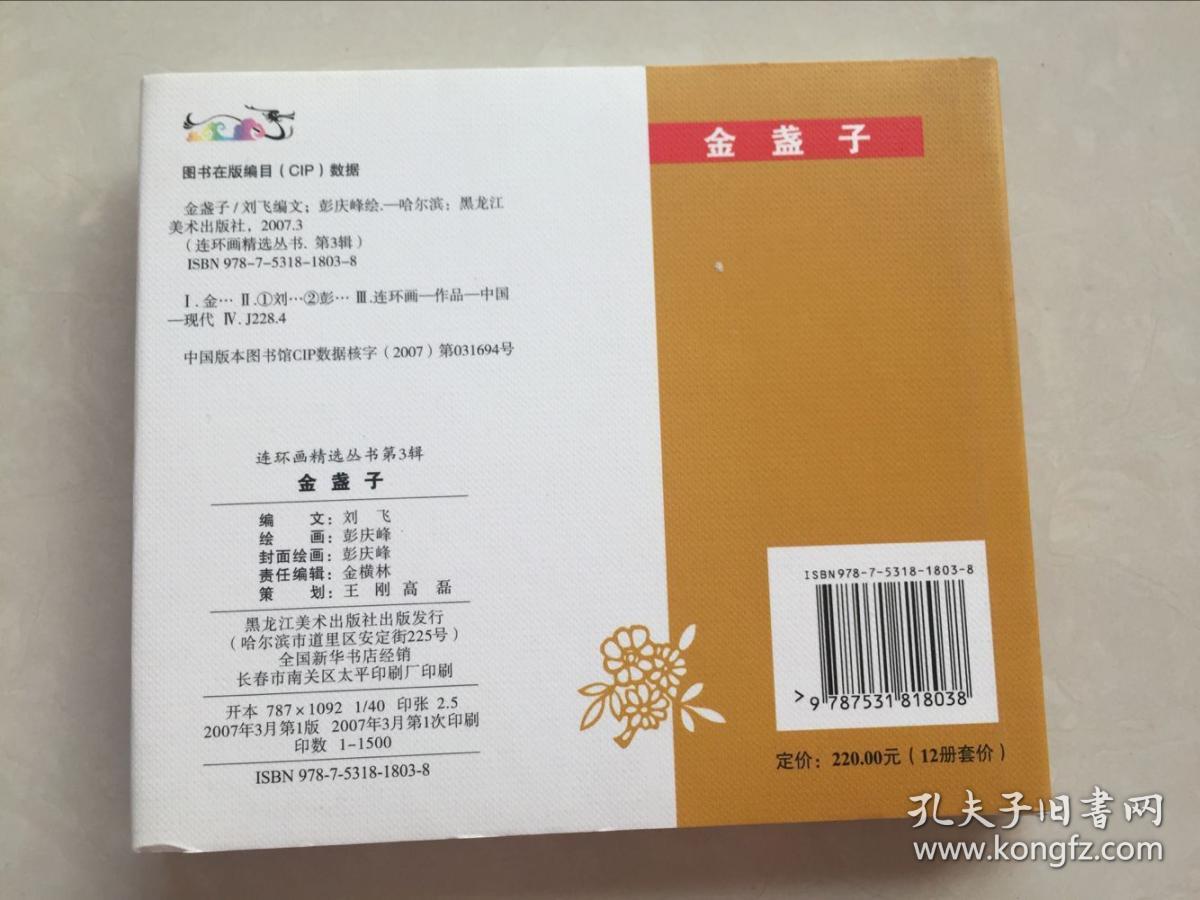 图书在版编目（CIP）数据
金盏子/刘飞编文；彭庆峰绘.—哈尔滨：黑龙江
美术出版社，2007.3
（连环画精选丛书.第3辑）
ISBN 978-7-5318-1803-8
Ⅰ.金… Ⅱ.①刘…②彭… Ⅲ.连环画—作品—中国
—现代 Ⅳ.J228.4
中国版本图书馆CIP数据核字（2007）第031694号
连环画精选丛书第3辑
金盏子
编 文：刘 飞
绘 画：彭庆峰
封面绘画：彭庆峰
责任编辑：金横林
策 划：王 刚 高 磊
黑龙江美术出版社出版发行
（哈尔滨市道里区安定街225号）
全国新华书店经销
长春市南关区太平印刷厂印刷
开本 787×1092 1/40 印张 2.5
2007年3月第1版 2007年3月第1次印刷
印数 1-1500
ISBN 978-7-5318-1803-8
金盏子
ISBN978-7-5318-1803-8
9 787531 818038
定价：220.00元（12册套价）
孔夫子旧书网
www.kongfz.com